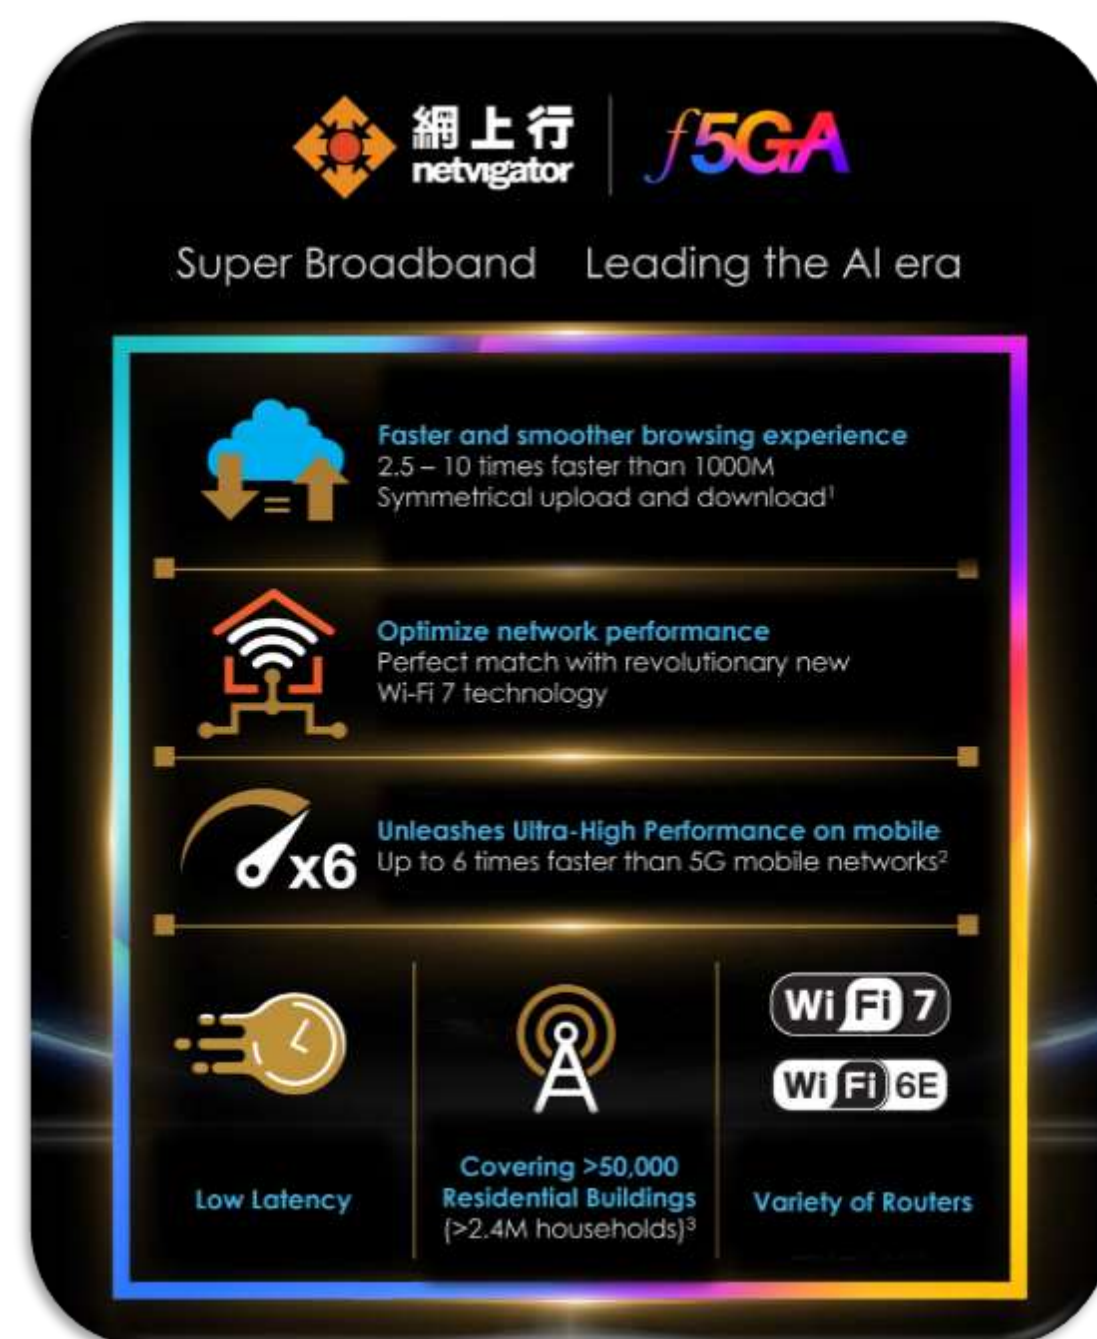 網上行
netvigator
f5GA
Super Broadband Leading the AI era
Faster and smoother browsing experience
2.5 – 10 times faster than 1000M
Symmetrical upload and download¹
=
Optimize network performance
Perfect match with revolutionary new
Wi-Fi 7 technology
x6
Unleashes Ultra-High Performance on mobile
Up to 6 times faster than 5G mobile networks²
Low Latency
Covering >50,000
Residential Buildings
(>2.4M households)³
Wi Fi 7
Wi Fi 6E
Variety of Routers